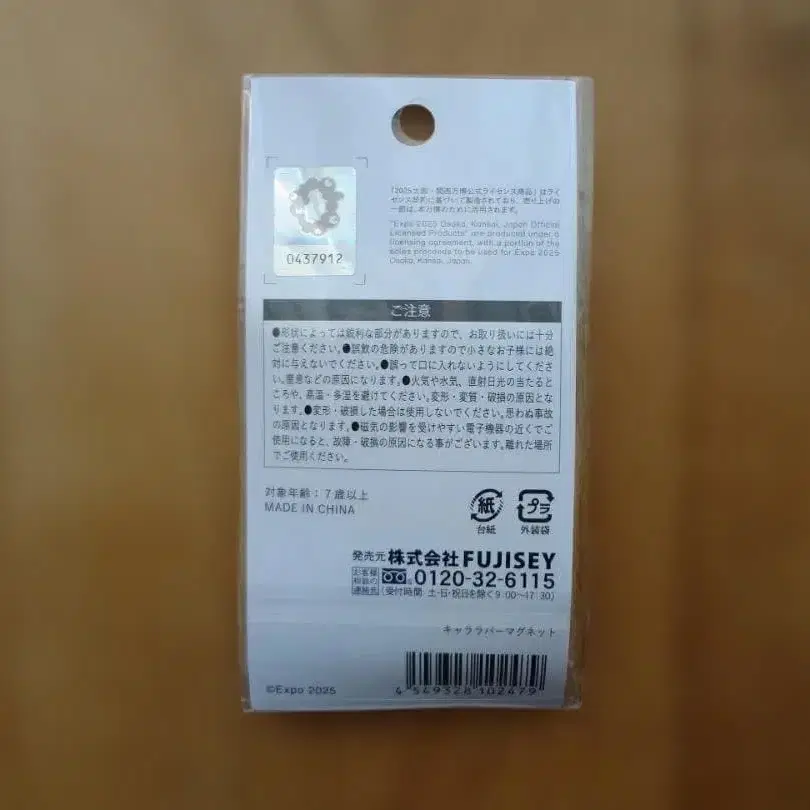 0437912
「2025大阪・関西万博公式ライセンス商品」はライ
センス契約に基づいて製造されており、売り上げの
一部は、本万博のために活用されます。
"Expo 2025 Osaka, Kansai, Japan Official
Licensed Products" are produced under a
licensing agreement, with a portion of the
sales proceeds to be used for Expo 2025
Osaka, Kansai, Japan.
ご注意
●形状によっては鋭利な部分がありますので、お取り扱いには十分
ご注意ください。●誤飲の危険がありますので小さなお子様には絶
対に与えないでください。●誤って口に入れないようにしてくださ
い。窒息などの原因になります。●火気や水気、直射日光の当たると
ころや、高温・多湿を避けてください。変形・変質・破損の原因とな
ります。●変形・破損した場合は使用しないでください。思わぬ事故
の原因となります。●磁気の影響を受けやすい電子機器の近くでご
使用になると、故障・破損の原因になる事がございます。離れた場所
でご使用ください。
対象年齢：7歳以上
MADE IN CHINA
紙
台紙
プラ
外装袋
発売元 株式会社FUJISEY
お客様相談の連絡先 0120-32-6115
(受付時間 土・日・祝日を除く9:00～17:30)
キャララバーマグネット
4 549328 102479
©Expo 2025